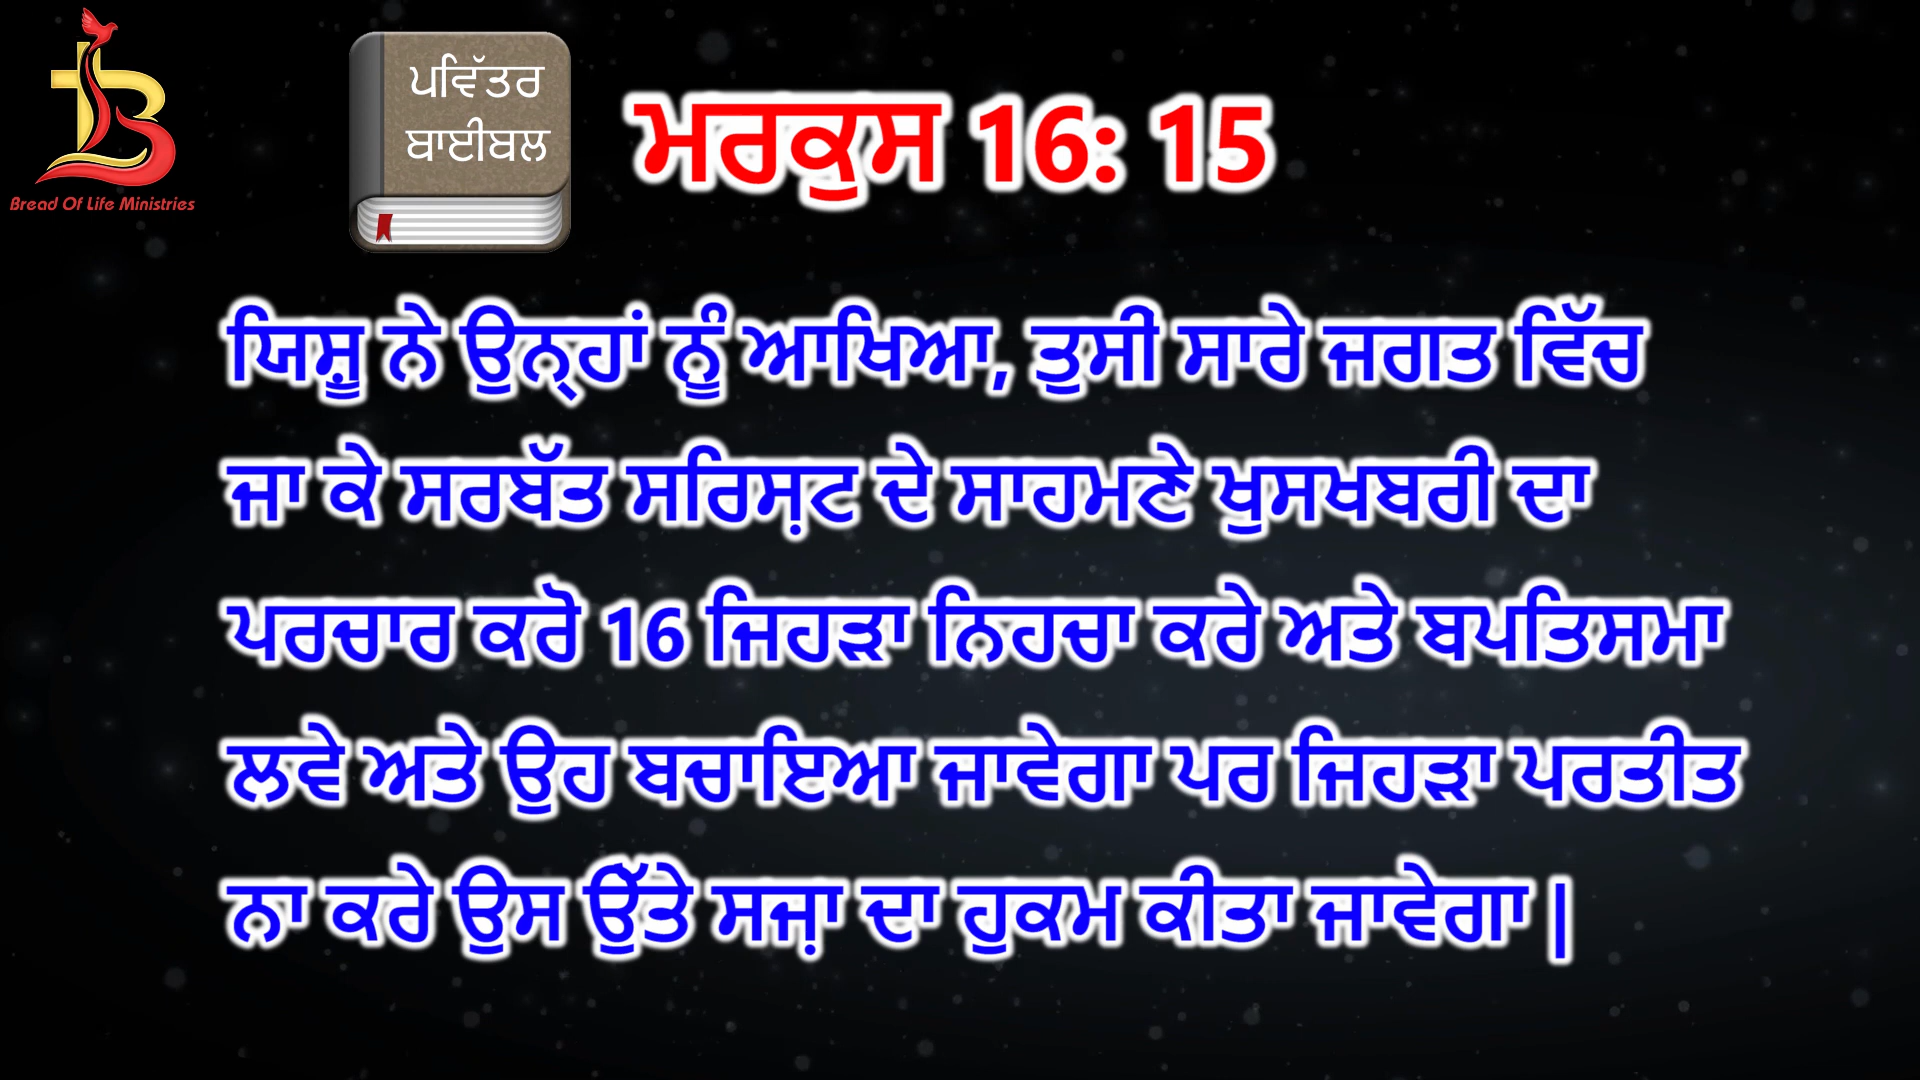 Bread Of Life Ministries
ਪਵਿੱਤਰ
ਬਾਈਬਲ
ਮਰਕੁਸ 16: 15
ਯਿਸ਼ੂ ਨੇ ਉਨ੍ਹਾਂ ਨੂੰ ਆਖਿਆ, ਤੁਸੀਂ ਸਾਰੇ ਜਗਤ ਵਿੱਚ
ਜਾ ਕੇ ਸਰਬੱਤ ਸਰਿਸ਼ਟ ਦੇ ਸਾਹਮਣੇ ਖੁਸਖਬਰੀ ਦਾ
ਪਰਚਾਰ ਕਰੋ 16 ਜਿਹੜਾ ਨਿਹਚਾ ਕਰੇ ਅਤੇ ਬਪਤਿਸਮਾ
ਲਵੇ ਅਤੇ ਉਹ ਬਚਾਇਆ ਜਾਵੇਗਾ ਪਰ ਜਿਹੜਾ ਪਰਤੀਤ
ਨਾ ਕਰੇ ਉਸ ਉੱਤੇ ਸਜ਼ਾ ਦਾ ਹੁਕਮ ਕੀਤਾ ਜਾਵੇਗਾ |